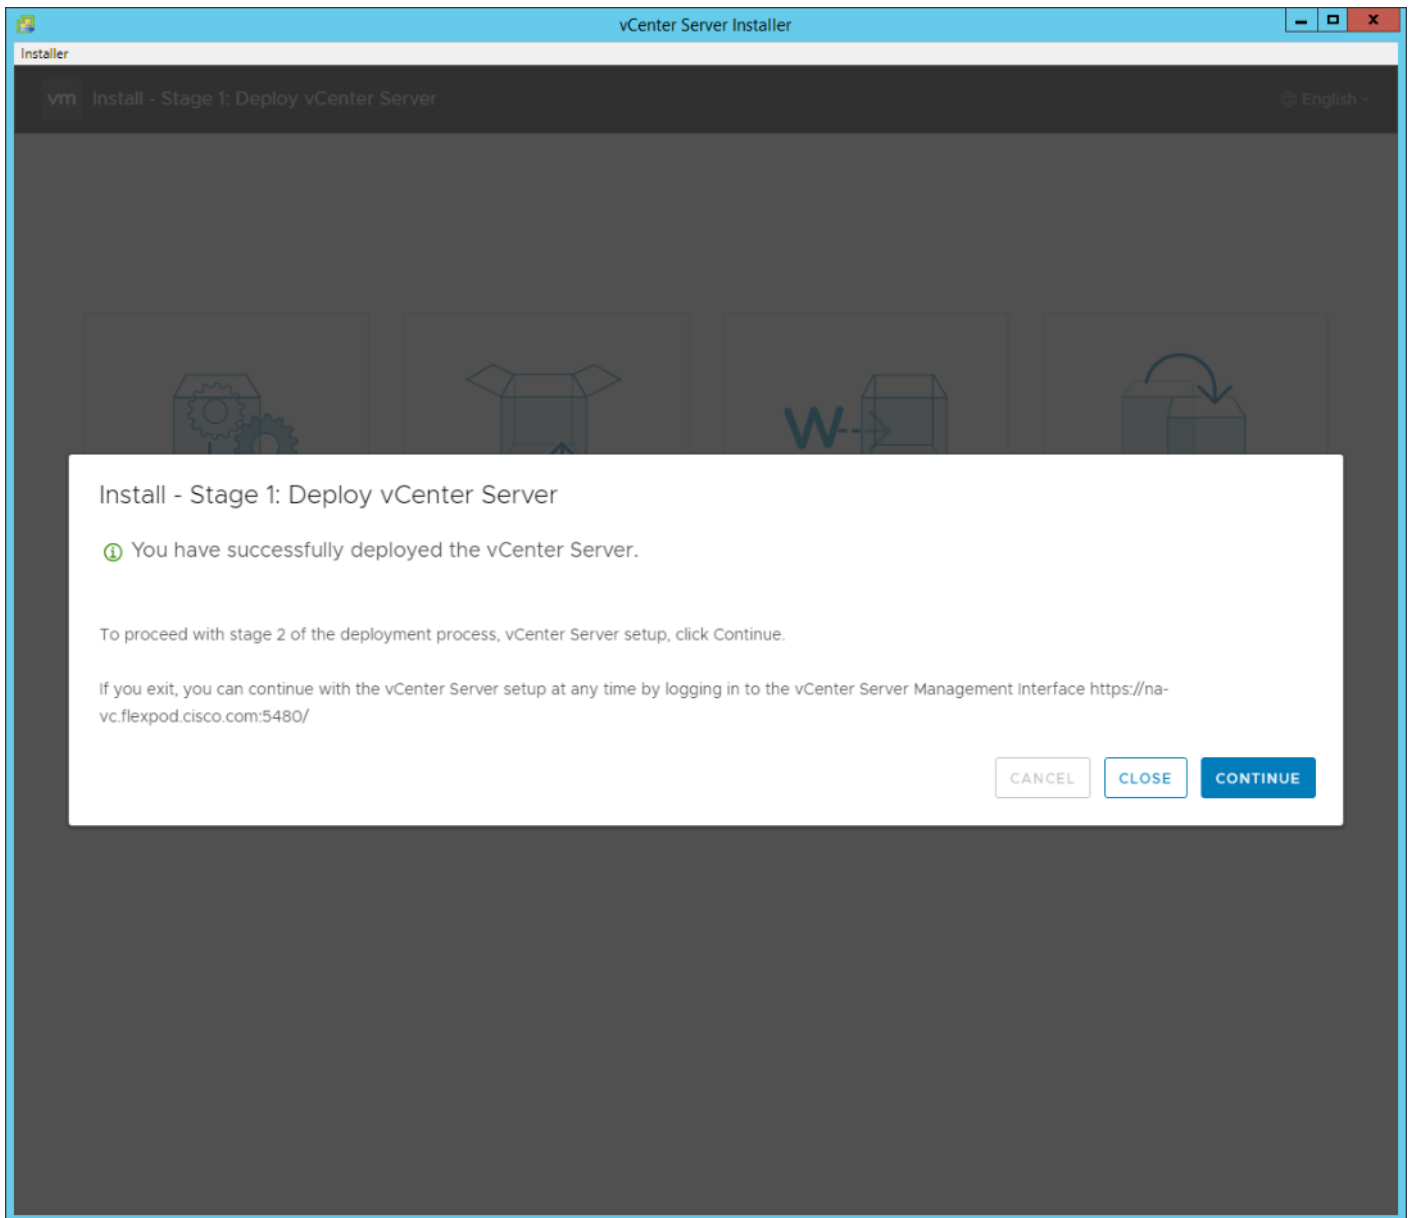 vCenter Server Installer
Installer
vm Install - Stage 1: Deploy vCenter Server English
W
Install - Stage 1: Deploy vCenter Server
You have successfully deployed the vCenter Server.
To proceed with stage 2 of the deployment process, vCenter Server setup, click Continue.
If you exit, you can continue with the vCenter Server setup at any time by logging in to the vCenter Server Management Interface https://na-
vc.flexpod.cisco.com:5480/
CANCEL CLOSE CONTINUE